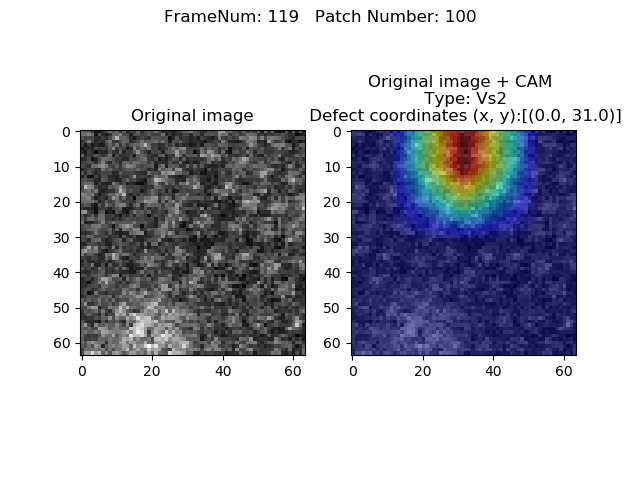 FrameNum: 119   Patch Number: 100
Original image
0
10
20
30
40
50
60
0 20 40 60
Original image + CAM
Type: Vs2
Defect coordinates (x, y):[(0.0, 31.0)]
0
10
20
30
40
50
60
0 20 40 60